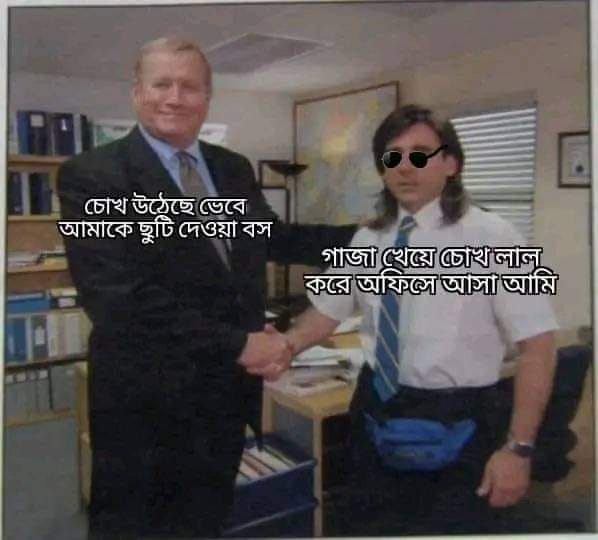 চোখ উঠেছে ভেবে
আমাকে ছুটি দেওয়া বস
গাজা খেয়ে চোখ লাল
করে অফিসে আসা আমি